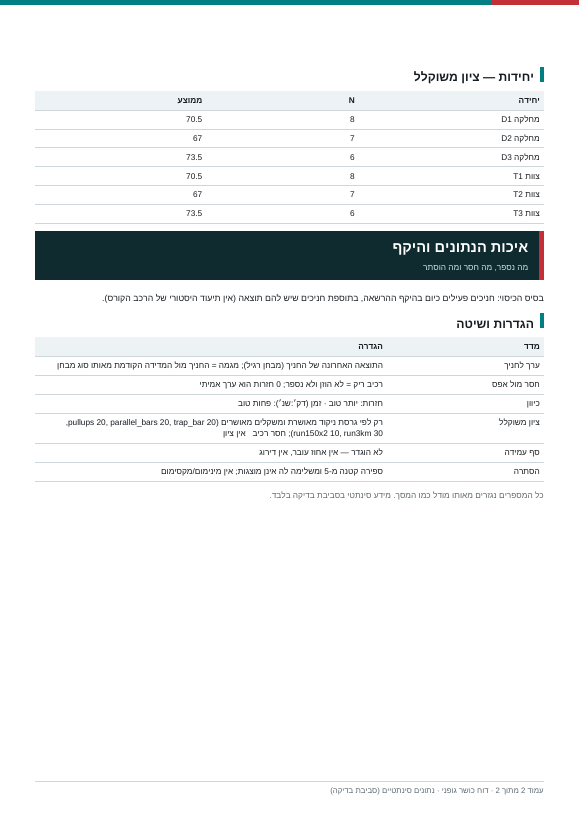 יחידות — ציון משוקלל
יחידה N ממוצע
מחלקה D1 8 70.5
מחלקה D2 7 67
מחלקה D3 6 73.5
צוות T1 8 70.5
צוות T2 7 67
צוות T3 6 73.5
איכות הנתונים והיקף
מה נספר, מה חסר ומה הוסתר
בסיס הכיסוי: חניכים פעילים כיום בהיקף ההרשאה, בתוספת חניכים שיש להם תוצאה (אין תיעוד היסטורי של הרכב הקורס).
הגדרות ושיטה
מדד הגדרה
ערך לחניך התוצאה האחרונה של החניך (מבחן רגיל); מגמה = החניך מול המדידה הקודמת מאותו סוג מבחן
חסר מול אפס רכיב ריק = לא הוזן ולא נספר; 0 חזרות הוא ערך אמיתי
כיוון חזרות: יותר טוב · זמן (דק׳:שנ׳): פחות טוב
ציון משוקלל רק לפי גרסת ניקוד מאושרת ומשקלים מאושרים (pullups 20, parallel_bars 20, trap_bar 20,
run150x2 10, run3km 30); חסר רכיב אין ציון
סף עמידה לא הוגדר — אין אחוז עובר, אין דירוג
הסתרה ספירה קטנה מ-5 ומשלימה לה אינן מוצגות; אין מינימום/מקסימום
כל המספרים נגזרים מאותו מודל כמו המסך. מידע סינתטי בסביבת בדיקה בלבד.
עמוד 2 מתוך 2 · דוח כושר גופני · נתונים סינתטיים (סביבת בדיקה)